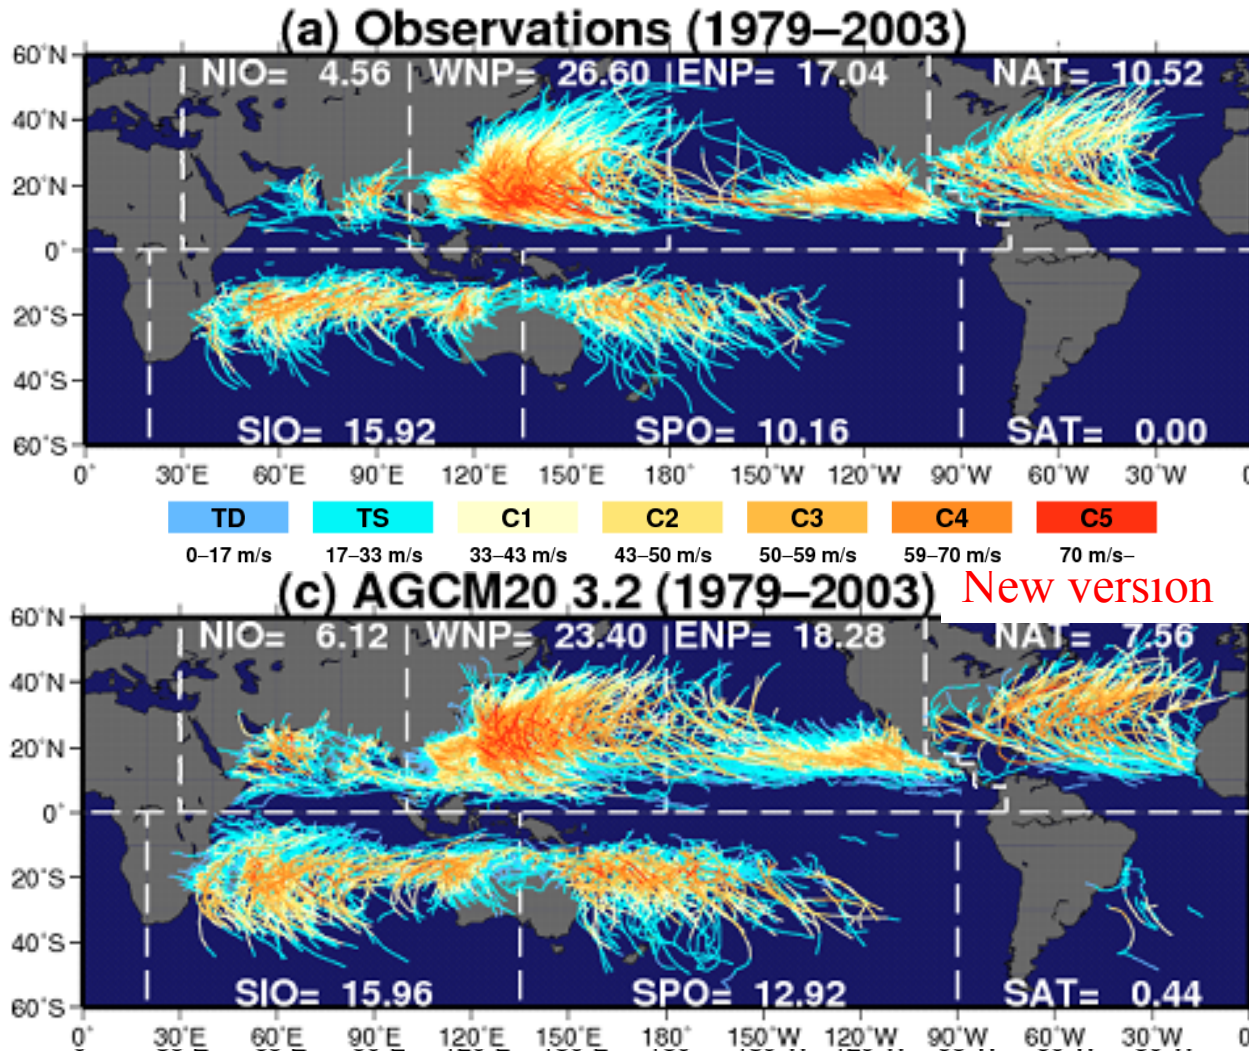 (a) Observations (1979–2003)
60°N
NIO= 4.56 WNP= 26.60 ENP= 17.04 NAT= 10.52
40°N
20°N
0°
20°S
40°S
SIO= 15.92 SPO= 10.16 SAT= 0.00
60°S
0° 30°E 60°E 90°E 120°E 150°E 180° 150°W 120°W 90°W 60°W 30°W 0
TD TS C1 C2 C3 C4 C5
0–17 m/s 17–33 m/s 33–43 m/s 43–50 m/s 50–59 m/s 59–70 m/s 70 m/s–
(c) AGCM20 3.2 (1979–2003) New version
60°N
NIO= 6.12 WNP= 23.40 ENP= 18.28 NAT= 7.56
40°N
20°N
0°
20°S
40°S
SIO= 15.96 SPO= 12.92 SAT= 0.44
60°S
0° 30°E 60°E 90°E 120°E 150°E 180° 150°W 120°W 90°W 60°W 30°W 0